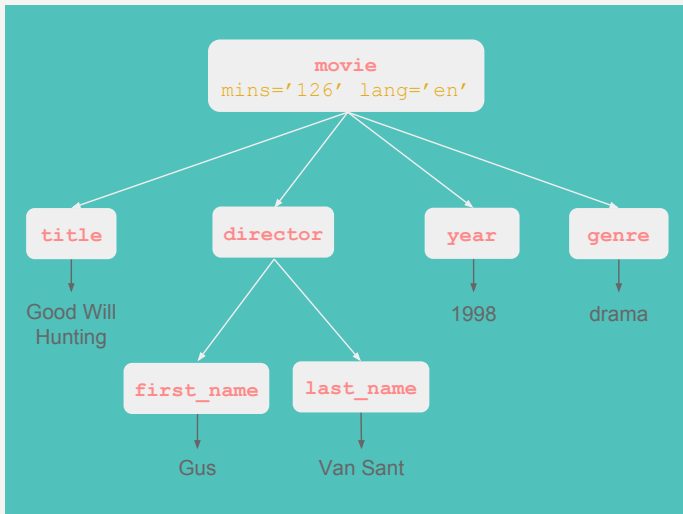 movie
mins=’126’ lang=’en’
title
director
year
genre
Good Will
Hunting
1998
drama
first_name
last_name
Gus
Van Sant